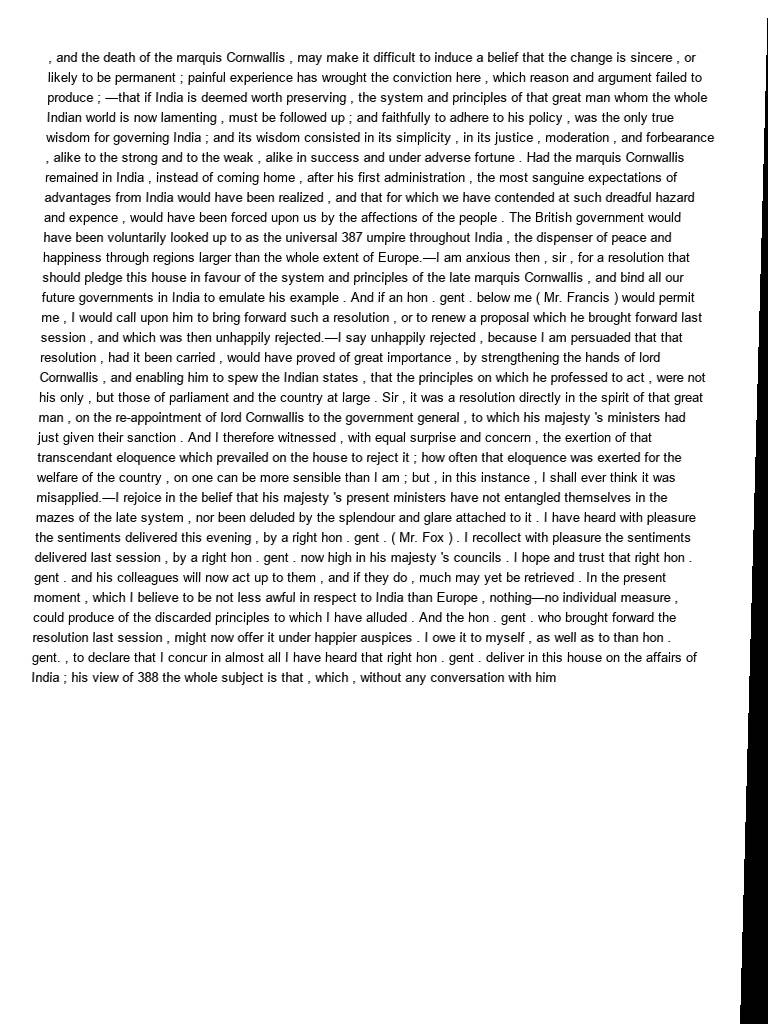 , and the death of the marquis Cornwallis , may make it difficult to induce a belief that the change is sincere , or
likely to be permanent ; painful experience has wrought the conviction here , which reason and argument failed to
produce ; —that if India is deemed worth preserving , the system and principles of that great man whom the whole
Indian world is now lamenting , must be followed up ; and faithfully to adhere to his policy , was the only true
wisdom for governing India ; and its wisdom consisted in its simplicity , in its justice , moderation , and forbearance
, alike to the strong and to the weak , alike in success and under adverse fortune . Had the marquis Cornwallis
remained in India , instead of coming home , after his first administration , the most sanguine expectations of
advantages from India would have been realized , and that for which we have contended at such dreadful hazard
and expence , would have been forced upon us by the affections of the people . The British government would
have been voluntarily looked up to as the universal 387 umpire throughout India , the dispenser of peace and
happiness through regions larger than the whole extent of Europe.—I am anxious then , sir , for a resolution that
should pledge this house in favour of the system and principles of the late marquis Cornwallis , and bind all our
future governments in India to emulate his example . And if an hon . gent . below me ( Mr. Francis ) would permit
me , I would call upon him to bring forward such a resolution , or to renew a proposal which he brought forward last
session , and which was then unhappily rejected.—I say unhappily rejected , because I am persuaded that that
resolution , had it been carried , would have proved of great importance , by strengthening the hands of lord
Cornwallis , and enabling him to spew the Indian states , that the principles on which he professed to act , were not
his only , but those of parliament and the country at large . Sir , it was a resolution directly in the spirit of that great
man , on the re-appointment of lord Cornwallis to the government general , to which his majesty 's ministers had
just given their sanction . And I therefore witnessed , with equal surprise and concern , the exertion of that
transcendant eloquence which prevailed on the house to reject it ; how often that eloquence was exerted for the
welfare of the country , on one can be more sensible than I am ; but , in this instance , I shall ever think it was
misapplied.—I rejoice in the belief that his majesty 's present ministers have not entangled themselves in the
mazes of the late system , nor been deluded by the splendour and glare attached to it . I have heard with pleasure
the sentiments delivered this evening , by a right hon . gent . ( Mr. Fox ) . I recollect with pleasure the sentiments
delivered last session , by a right hon . gent . now high in his majesty 's councils . I hope and trust that right hon .
gent . and his colleagues will now act up to them , and if they do , much may yet be retrieved . In the present
moment , which I believe to be not less awful in respect to India than Europe , nothing—no individual measure ,
could produce of the discarded principles to which I have alluded . And the hon . gent . who brought forward the
resolution last session , might now offer it under happier auspices . I owe it to myself , as well as to than hon .
gent. , to declare that I concur in almost all I have heard that right hon . gent . deliver in this house on the affairs of
India ; his view of 388 the whole subject is that , which , without any conversation with him